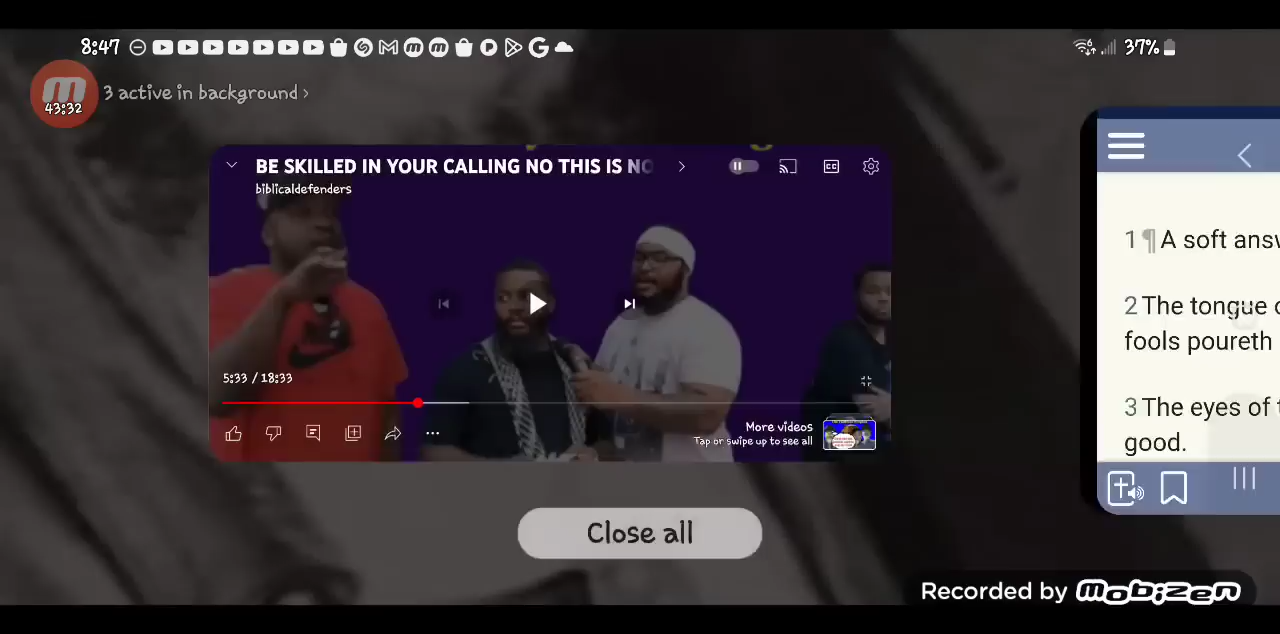 8:47
37%
43:32
3 active in background >
BE SKILLED IN YOUR CALLING NO THIS IS NO
biblicaldefenders
CC
5:33 / 18:33
More videos
Tap or swipe up to see all
Close all
1 ¶ A soft answ
2 The tongue o
fools poureth
3 The eyes of t
good.
Recorded by mobizen